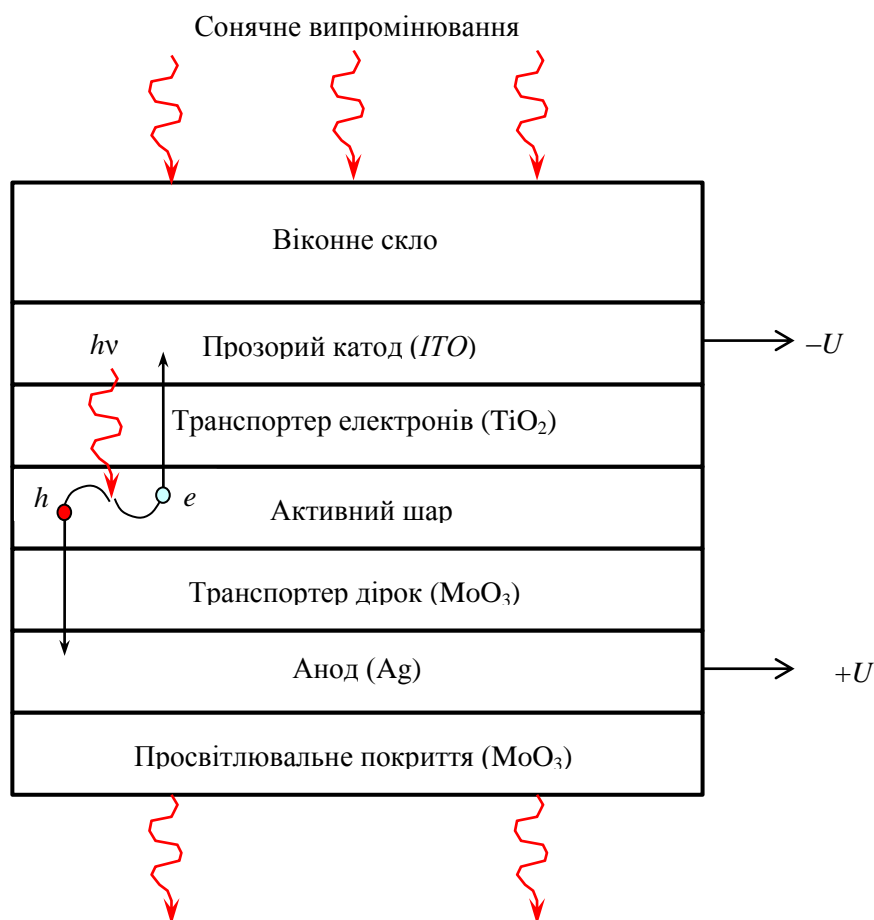 Сонячне випромінювання
Віконне скло
hν
Прозорий катод (ITO)
–U
Транспортер електронів (TiO₂)
h
e
Активний шар
Транспортер дірок (MoO₃)
Анод (Ag)
+U
Просвітлювальне покриття (MoO₃)